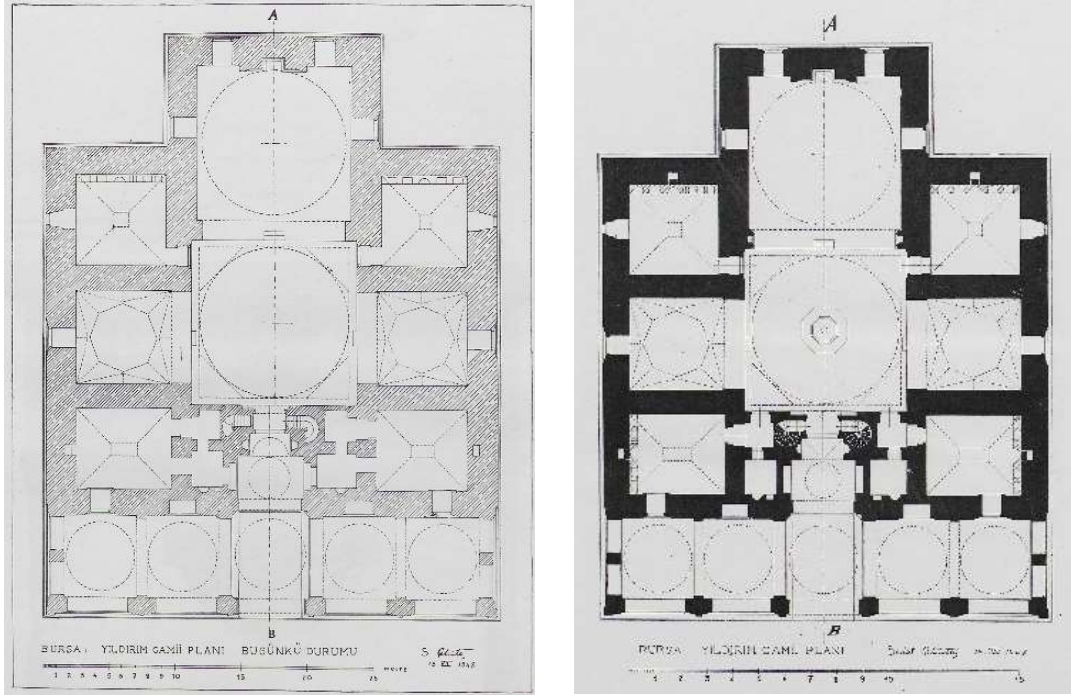 A
B
BURSA: YILDIRIM CAMİİ PLANI BUGÜNKÜ DURUMU
1 2 3 4 5 6 7 8 9 10 15 20 25
METRE
A
B
BURSA: YILDIRIM CAMİİ PLANI
1 2 3 4 5 6 7 8 9 10 15